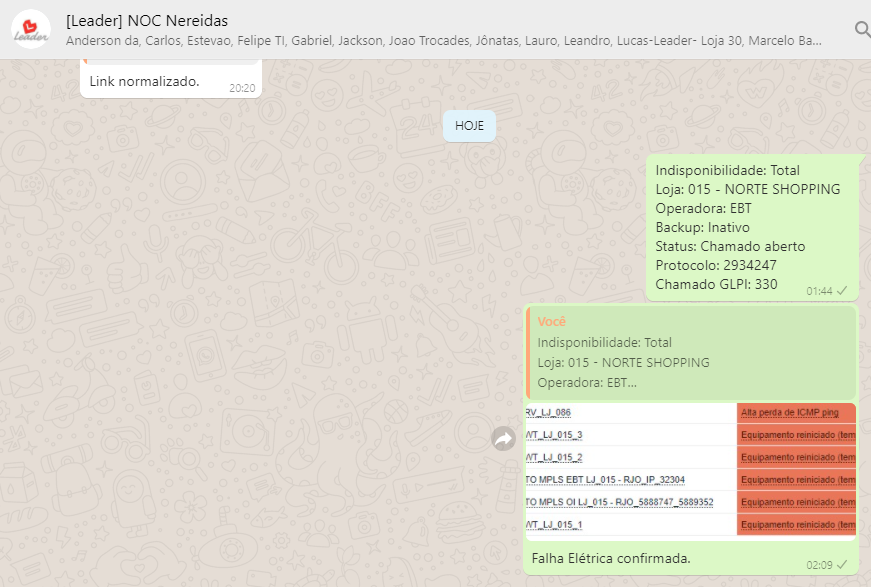 [Leader] NOC Nereidas
Anderson da, Carlos, Estevao, Felipe TI, Gabriel, Jackson, Joao Trocades, Jônatas, Lauro, Leandro, Lucas-Leader- Loja 30, Marcelo Ba...
Leader
Link normalizado.
20:20
HOJE
Indisponibilidade: Total
Loja: 015 - NORTE SHOPPING
Operadora: EBT
Backup: Inativo
Status: Chamado aberto
Protocolo: 2934247
Chamado GLPI: 330
01:44
Você
Indisponibilidade: Total
Loja: 015 - NORTE SHOPPING
Operadora: EBT...
RV_LJ_086 Alta perda de ICMP ping
VT_LJ_015_3 Equipamento reiniciado (tem
VT_LJ_015_2 Equipamento reiniciado (tem
TO MPLS EBT LJ_015 - RJO_IP_32304 Equipamento reiniciado (tem
TO MPLS OI LJ_015 - RJO_5888747_5889352 Equipamento reiniciado (tem
VT_LJ_015_1 Equipamento reiniciado (tem
Falha Elétrica confirmada.
02:09